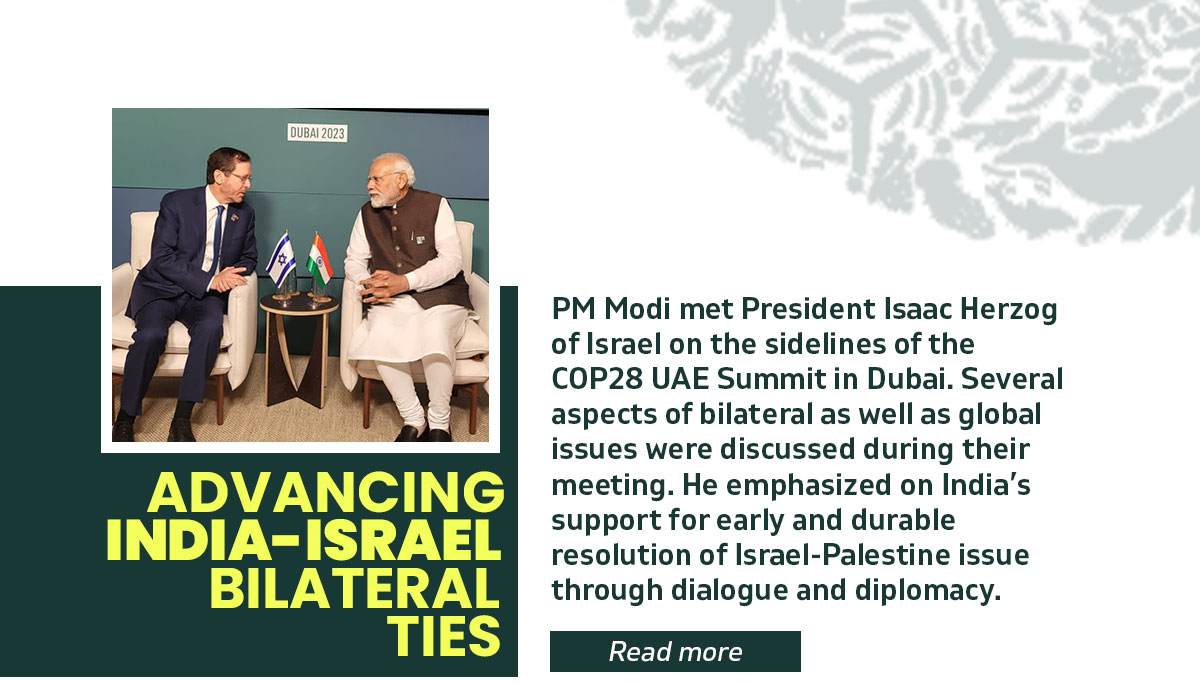 DUBAI 2023
ADVANCING
INDIA-ISRAEL
BILATERAL
TIES
PM Modi met President Isaac Herzog
of Israel on the sidelines of the
COP28 UAE Summit in Dubai. Several
aspects of bilateral as well as global
issues were discussed during their
meeting. He emphasized on India’s
support for early and durable
resolution of Israel-Palestine issue
through dialogue and diplomacy.
Read more